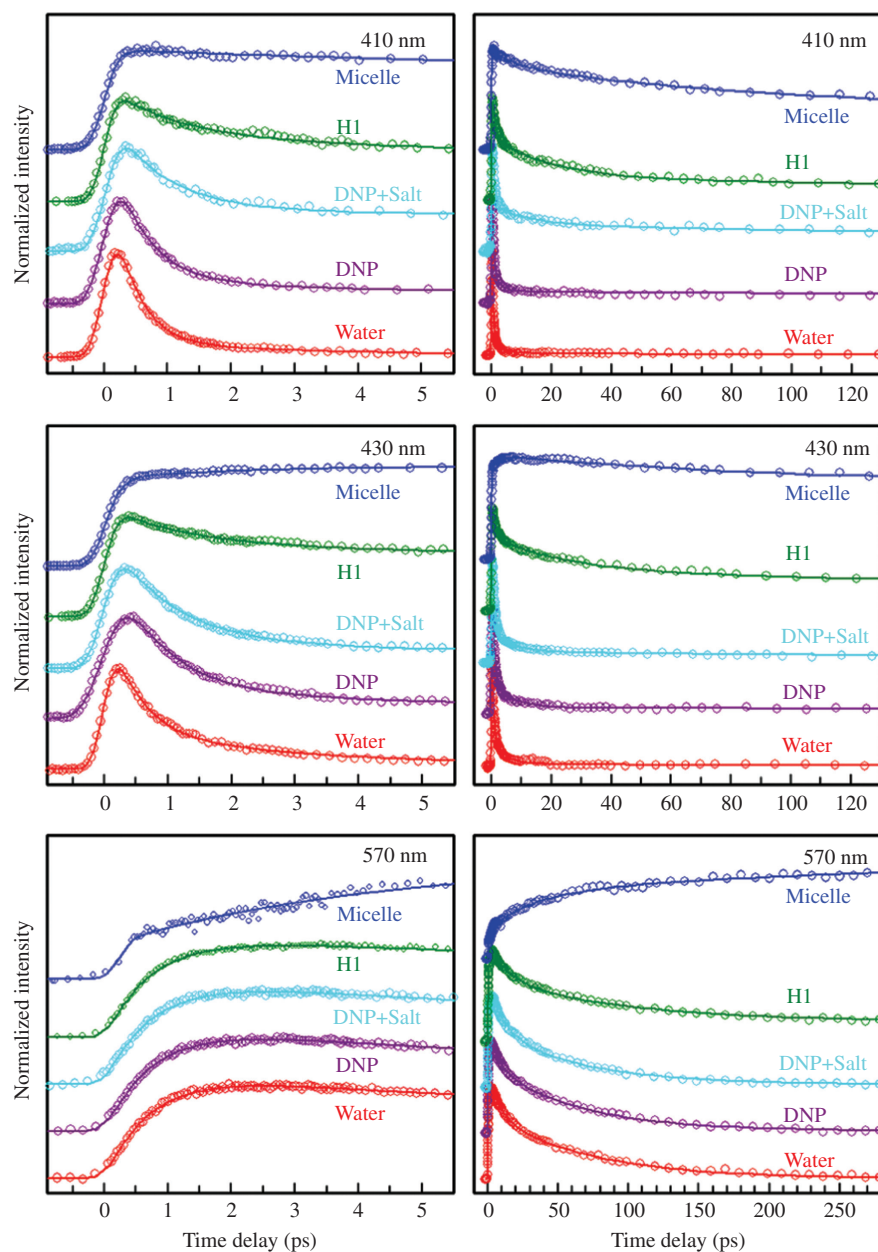 410 nm
Micelle
H1
DNP+Salt
DNP
Water
Normalized intensity
0 1 2 3 4 5
410 nm
Micelle
H1
DNP+Salt
DNP
Water
0 20 40 60 80 100 120
430 nm
Micelle
H1
DNP+Salt
DNP
Water
Normalized intensity
0 1 2 3 4 5
430 nm
Micelle
H1
DNP+Salt
DNP
Water
0 20 40 60 80 100 120
570 nm
Micelle
H1
DNP+Salt
DNP
Water
Normalized intensity
0 1 2 3 4 5
Time delay (ps)
570 nm
Micelle
H1
DNP+Salt
DNP
Water
0 50 100 150 200 250
Time delay (ps)